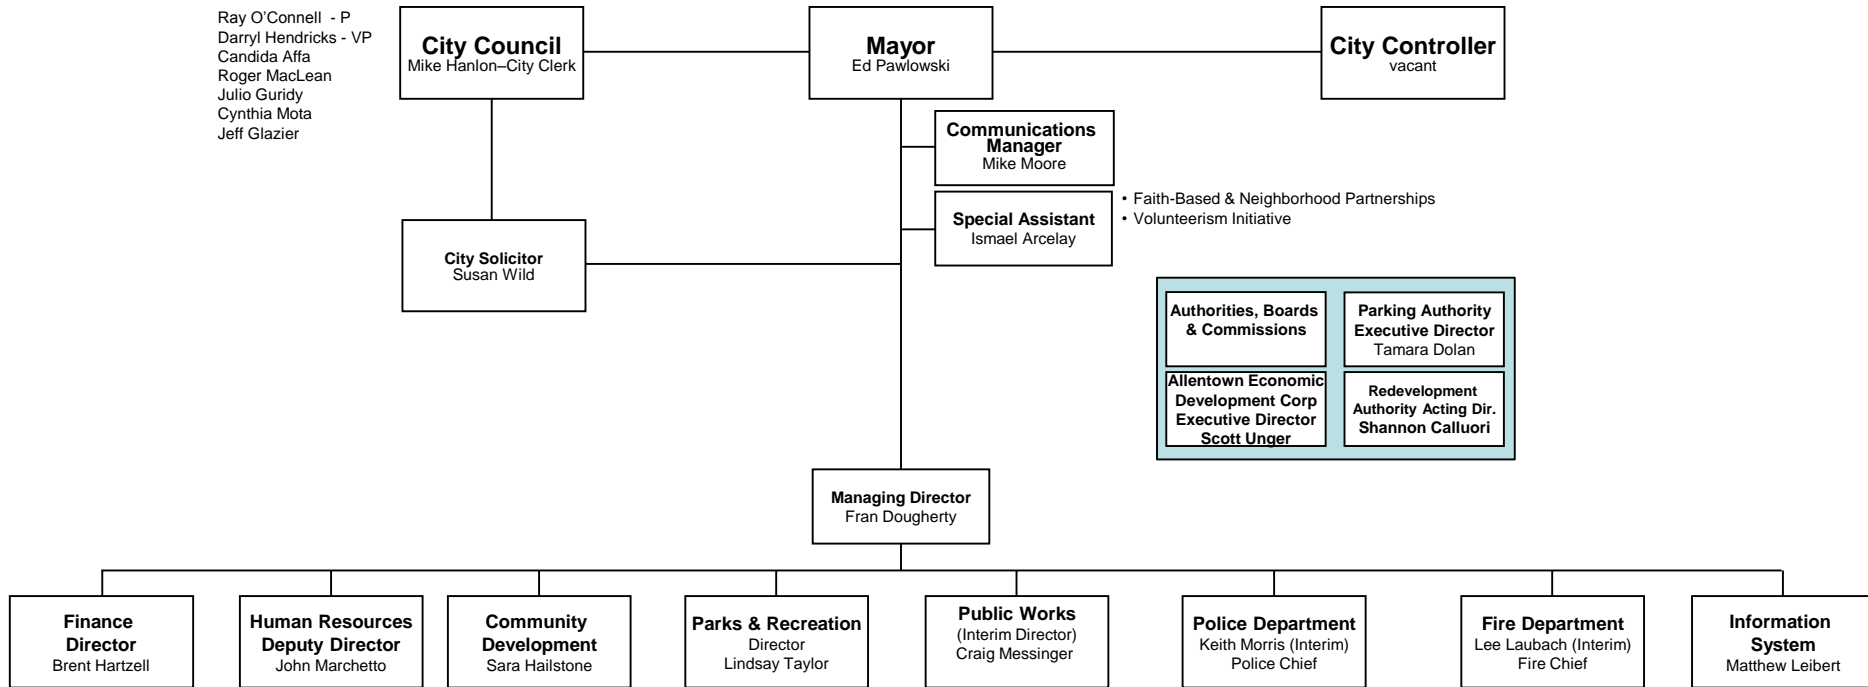 Ray O’Connell - P
Darryl Hendricks - VP
Candida Affa
Roger MacLean
Julio Guridy
Cynthia Mota
Jeff Glazier
City Council
Mike Hanlon–City Clerk
Mayor
Ed Pawlowski
City Controller
vacant
Communications
Manager
Mike Moore
Special Assistant
Ismael Arcelay
• Faith-Based & Neighborhood Partnerships
• Volunteerism Initiative
City Solicitor
Susan Wild
Authorities, Boards
& Commissions
Parking Authority
Executive Director
Tamara Dolan
Allentown Economic
Development Corp
Executive Director
Scott Unger
Redevelopment
Authority Acting Dir.
Shannon Calluori
Managing Director
Fran Dougherty
Finance
Director
Brent Hartzell
Human Resources
Deputy Director
John Marchetto
Community
Development
Sara Hailstone
Parks & Recreation
Director
Lindsay Taylor
Public Works
(Interim Director)
Craig Messinger
Police Department
Keith Morris (Interim)
Police Chief
Fire Department
Lee Laubach (Interim)
Fire Chief
Information
System
Matthew Leibert